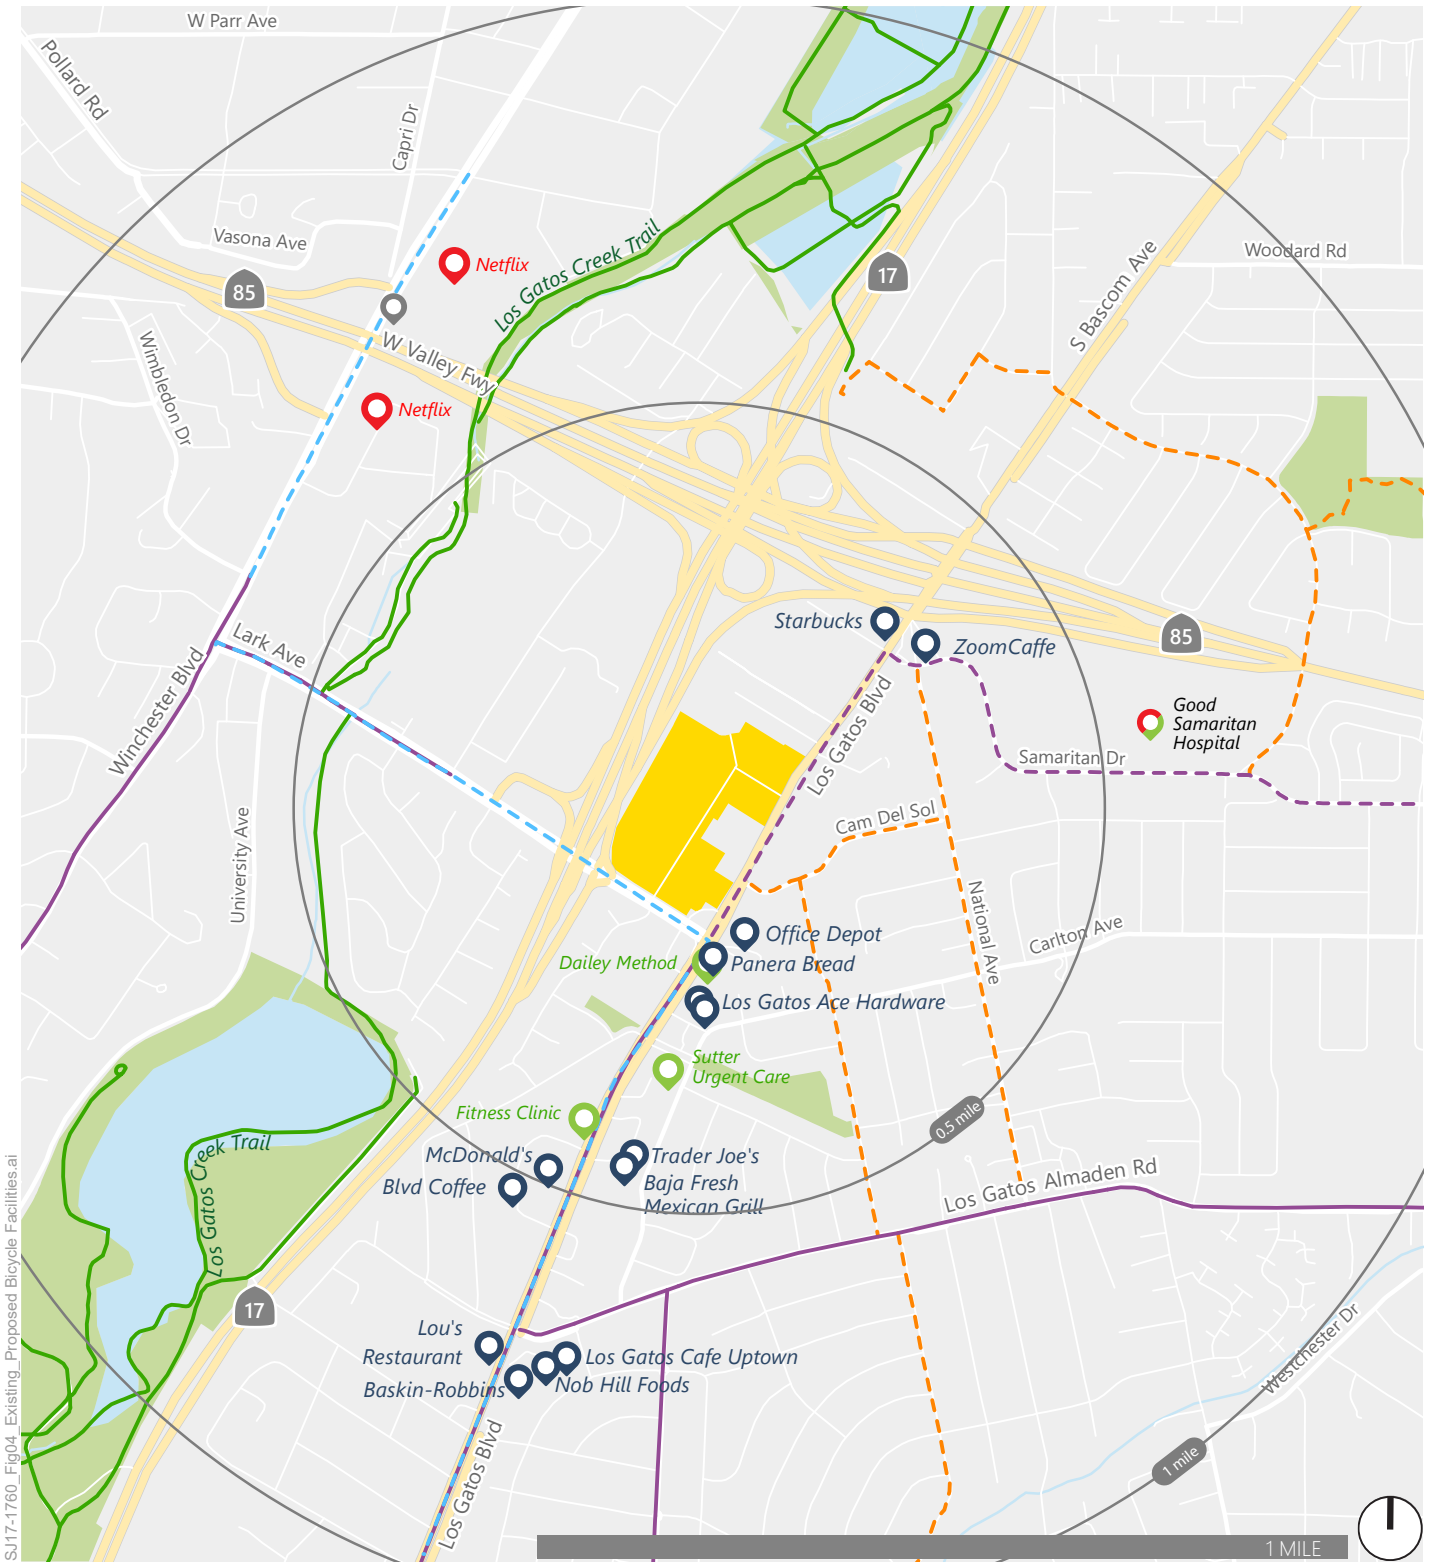 W Parr Ave
Pollard Rd
Capri Dr
Vasona Ave
Netflix
Los Gatos Creek Trail
85
17
S Bascom Ave
Woodard Rd
W Valley Fwy
Wimbledon Dr
Netflix
Starbucks
ZoomCaffe
85
Lark Ave
Winchester Blvd
Los Gatos Blvd
Good
Samaritan
Hospital
Samaritan Dr
Cam Del Sol
University Ave
National Ave
Carlton Ave
Office Depot
Dailey Method
Panera Bread
Los Gatos Ace Hardware
Sutter
Urgent Care
Fitness Clinic
0.5 mile
McDonald's
Trader Joe's
Blvd Coffee
Baja Fresh
Mexican Grill
Los Gatos Almaden Rd
Los Gatos Creek Trail
17
Lou's
Restaurant
Los Gatos Cafe Uptown
Baskin-Robbins
Nob Hill Foods
Westchester Dr
Los Gatos Blvd
1 mile
1 MILE
SJ17-1760_Fig04_Existing_Proposed Bicycle Facilities.ai